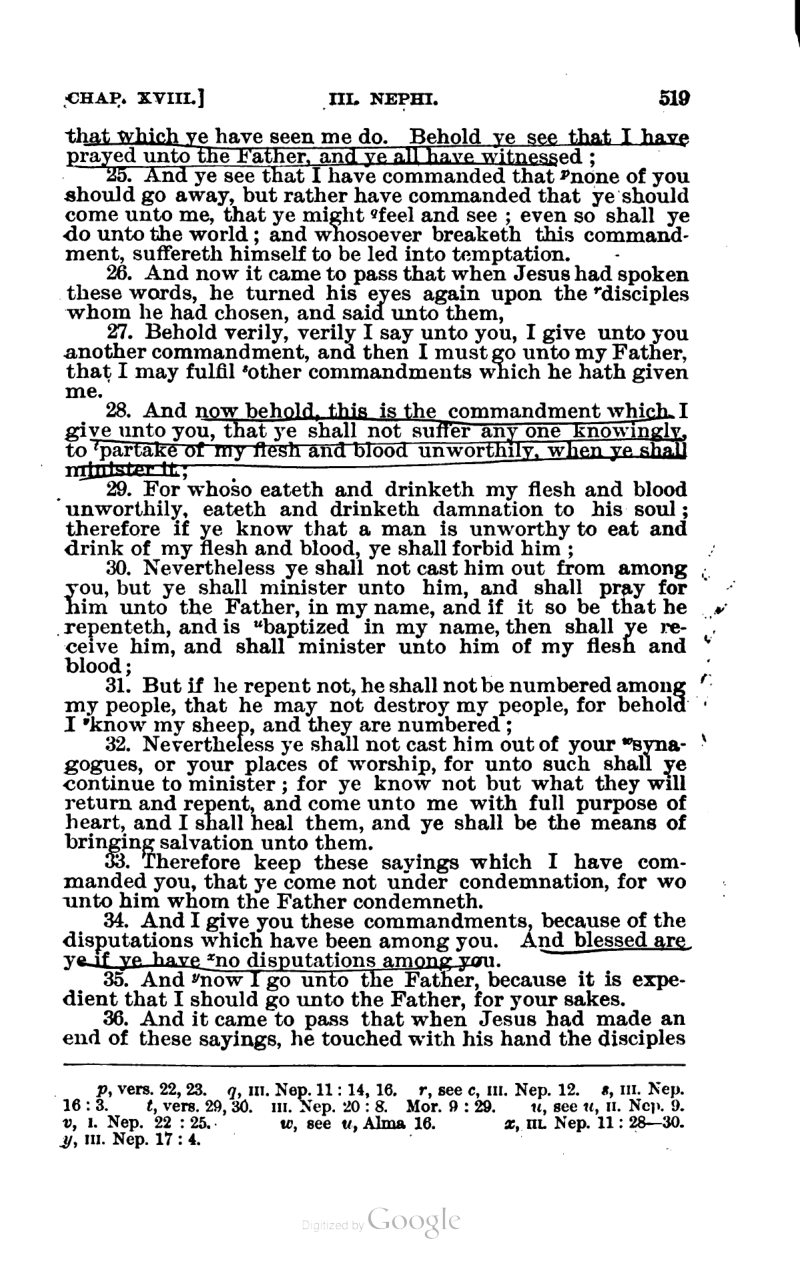 CHAP. XVIII.] III. NEPHI. 519
that which ye have seen me do. Behold ye see that I have
prayed unto the Father, and ye all have witnessed ;
25. And ye see that I have commanded that ᵖnone of you
should go away, but rather have commanded that ye should
come unto me, that ye might ᑫfeel and see ; even so shall ye
do unto the world ; and whosoever breaketh this command-
ment, suffereth himself to be led into temptation.
26. And now it came to pass that when Jesus had spoken
these words, he turned his eyes again upon the ʳdisciples
whom he had chosen, and said unto them,
27. Behold verily, verily I say unto you, I give unto you
another commandment, and then I must go unto my Father,
that I may fulfil ˢother commandments which he hath given
me.
28. And now behold, this is the commandment which I
give unto you, that ye shall not suffer any one knowingly,
to ᵗpartake of my flesh and blood unworthily, when ye shall
minister it ;
29. For whoso eateth and drinketh my flesh and blood
unworthily, eateth and drinketh damnation to his soul ;
therefore if ye know that a man is unworthy to eat and
drink of my flesh and blood, ye shall forbid him ;
30. Nevertheless ye shall not cast him out from among
you, but ye shall minister unto him, and shall pray for
him unto the Father, in my name, and if it so be that he
repenteth, and is ᵘbaptized in my name, then shall ye re-
ceive him, and shall minister unto him of my flesh and
blood ;
31. But if he repent not, he shall not be numbered among
my people, that he may not destroy my people, for behold
I ᵛknow my sheep, and they are numbered ;
32. Nevertheless ye shall not cast him out of your ʷsyna-
gogues, or your places of worship, for unto such shall ye
continue to minister ; for ye know not but what they will
return and repent, and come unto me with full purpose of
heart, and I shall heal them, and ye shall be the means of
bringing salvation unto them.
33. Therefore keep these sayings which I have com-
manded you, that ye come not under condemnation, for wo
unto him whom the Father condemneth.
34. And I give you these commandments, because of the
disputations which have been among you. And blessed are
ye if ye have ˣno disputations among you.
35. And ʸnow I go unto the Father, because it is expe-
dient that I should go unto the Father, for your sakes.
36. And it came to pass that when Jesus had made an
end of these sayings, he touched with his hand the disciples
p, vers. 22, 23. q, III. Nep. 11 : 14, 16. r, see c, III. Nep. 12. s, III. Nep.
16 : 3. t, vers. 29, 30. III. Nep. 20 : 8. Mor. 9 : 29. u, see u, II. Nep. 9.
v, I. Nep. 22 : 25. w, see u, Alma 16. x, III. Nep. 11 : 28—30.
y, III. Nep. 17 : 4.
Digitized by Google